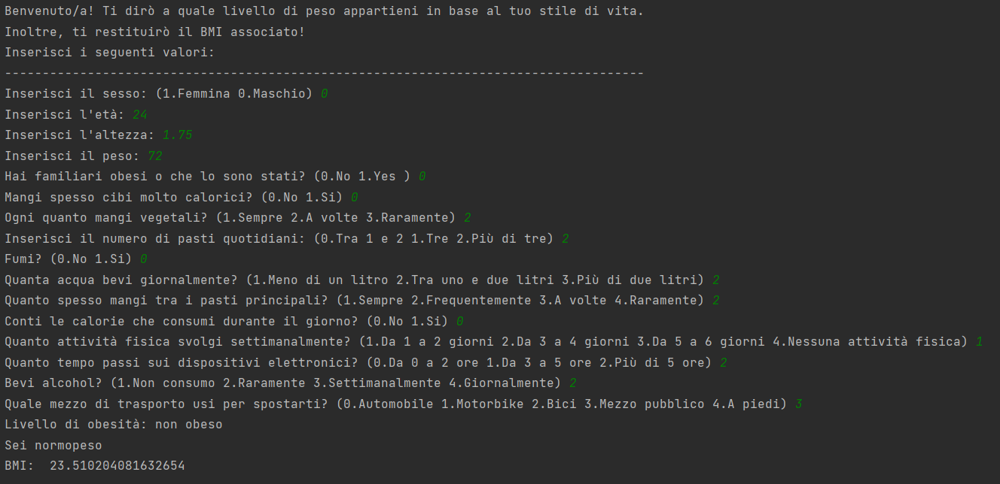 Benvenuto/a! Ti dirò a quale livello di peso appartieni in base al tuo stile di vita.
Inoltre, ti restituirò il BMI associato!
Inserisci i seguenti valori:
-------------------------------------------------------------------------------------
Inserisci il sesso: (1.Femmina 0.Maschio) 0
Inserisci l'età: 24
Inserisci l'altezza: 1.75
Inserisci il peso: 72
Hai familiari obesi o che lo sono stati? (0.No 1.Yes ) 0
Mangi spesso cibi molto calorici? (0.No 1.Si) 0
Ogni quanto mangi vegetali? (1.Sempre 2.A volte 3.Raramente) 2
Inserisci il numero di pasti quotidiani: (0.Tra 1 e 2 1.Tre 2.Più di tre) 2
Fumi? (0.No 1.Si) 0
Quanta acqua bevi giornalmente? (1.Meno di un litro 2.Tra uno e due litri 3.Più di due litri) 2
Quanto spesso mangi tra i pasti principali? (1.Sempre 2.Frequentemente 3.A volte 4.Raramente) 2
Conti le calorie che consumi durante il giorno? (0.No 1.Si) 0
Quanto attività fisica svolgi settimanalmente? (1.Da 1 a 2 giorni 2.Da 3 a 4 giorni 3.Da 5 a 6 giorni 4.Nessuna attività fisica) 1
Quanto tempo passi sui dispositivi elettronici? (0.Da 0 a 2 ore 1.Da 3 a 5 ore 2.Più di 5 ore) 2
Bevi alcohol? (1.Non consumo 2.Raramente 3.Settimanalmente 4.Giornalmente) 2
Quale mezzo di trasporto usi per spostarti? (0.Automobile 1.Motorbike 2.Bici 3.Mezzo pubblico 4.A piedi) 3
Livello di obesità: non obeso
Sei normopeso
BMI:  23.510204081632654